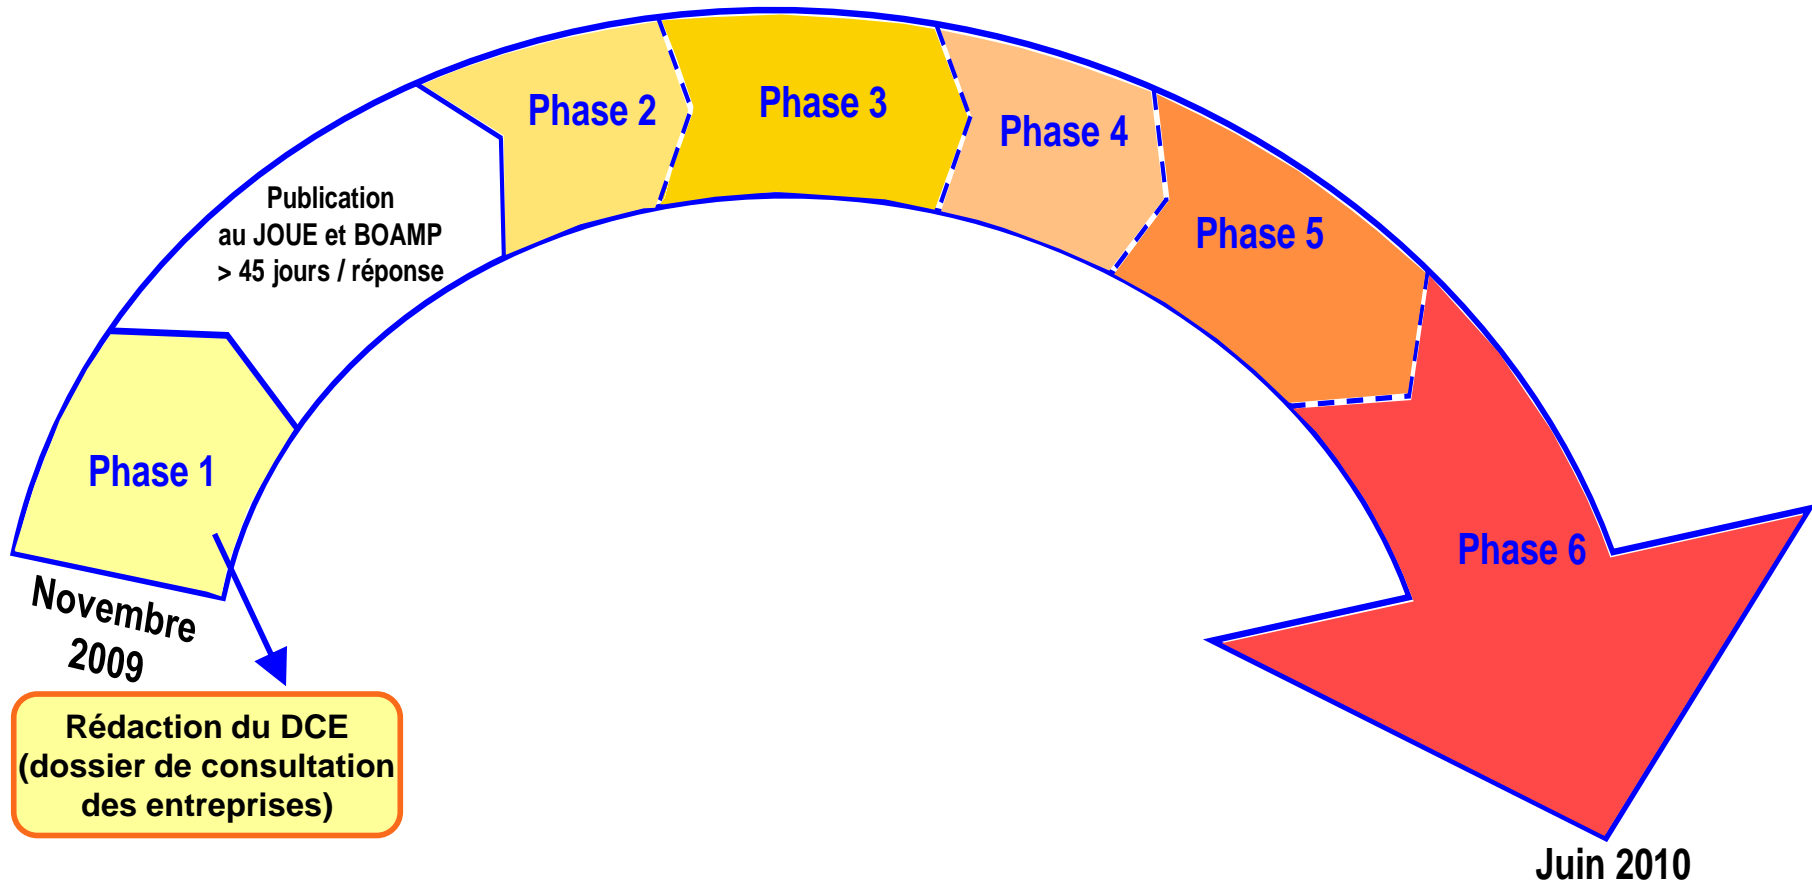 Phase 1
Publication
au JOUE et BOAMP
> 45 jours / réponse
Phase 2
Phase 3
Phase 4
Phase 5
Phase 6
Novembre
2009
Rédaction du DCE
(dossier de consultation
des entreprises)
Juin 2010